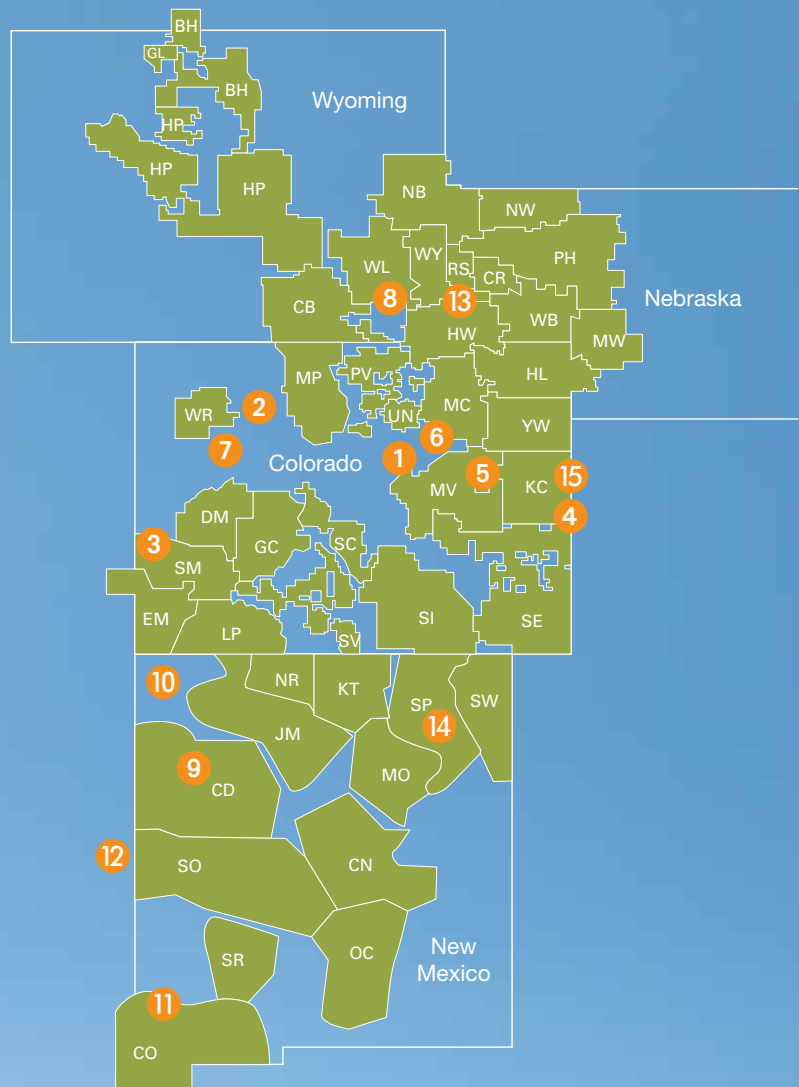 BH
GL
BH
Wyoming
HP
HP
HP
NB
NW
WL
WY
RS
CR
PH
Nebraska
CB
8
13
HW
WB
MW
MP
PV
HL
WR
2
UN
MC
YW
7
Colorado
1
6
MV
5
KC
15
4
DM
GC
SC
3
SM
EM
LP
SV
SI
SE
10
NR
KT
SP
SW
14
JM
9
CD
MO
12
SO
CN
SR
OC
New
Mexico
11
CO